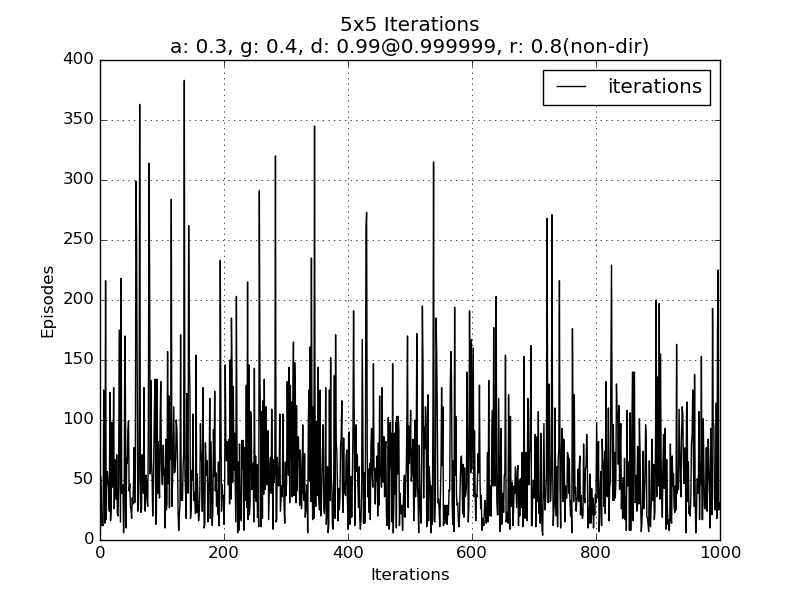 5x5 Iterations
a: 0.3, g: 0.4, d: 0.99@0.999999, r: 0.8(non-dir)
400
350
300
250
200
150
100
50
0
Episodes
iterations
0 200 400 600 800 1000
Iterations